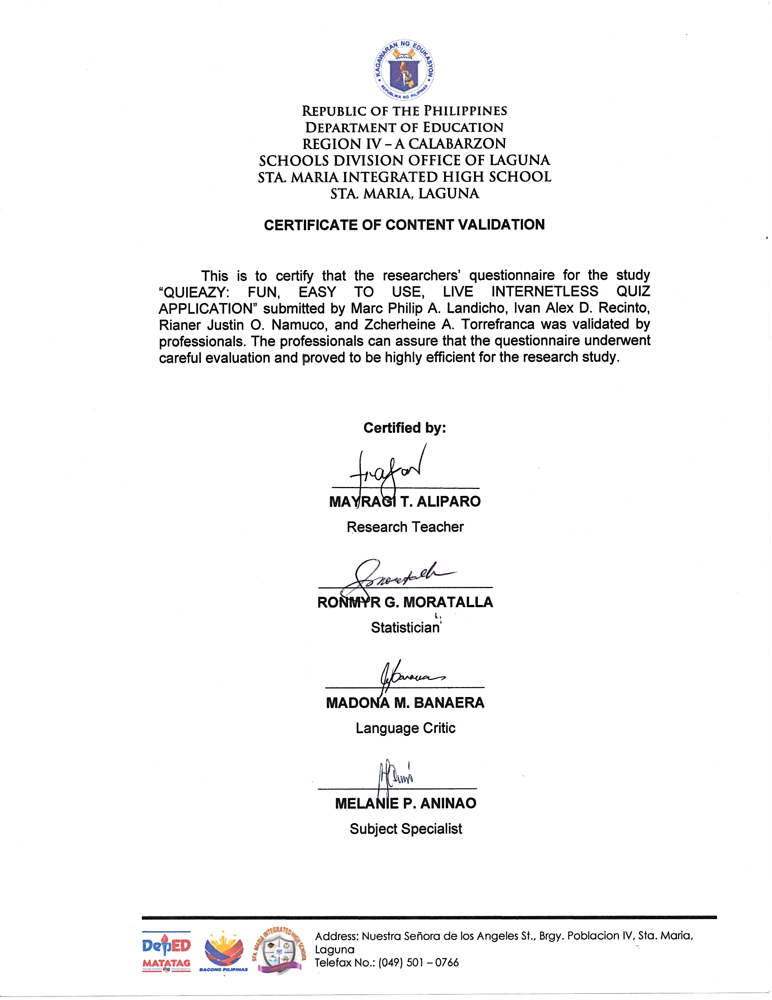 KAGAWARAN NG EDUKASYON
REPUBLIKA NG PILIPINAS
REPUBLIC OF THE PHILIPPINES
DEPARTMENT OF EDUCATION
REGION IV – A CALABARZON
SCHOOLS DIVISION OFFICE OF LAGUNA
STA. MARIA INTEGRATED HIGH SCHOOL
STA. MARIA, LAGUNA
CERTIFICATE OF CONTENT VALIDATION
This is to certify that the researchers’ questionnaire for the study
“QUIEAZY: FUN, EASY TO USE, LIVE INTERNETLESS QUIZ
APPLICATION” submitted by Marc Philip A. Landicho, Ivan Alex D. Recinto,
Rianer Justin O. Namuco, and Zcherheine A. Torrefranca was validated by
professionals. The professionals can assure that the questionnaire underwent
careful evaluation and proved to be highly efficient for the research study.
Certified by:
MAYRAGI T. ALIPARO
Research Teacher
RONMYR G. MORATALLA
Statistician
MADONA M. BANAERA
Language Critic
MELANIE P. ANINAO
Subject Specialist
DepED
MATATAG
BAGONG PILIPINAS
STA. MARIA INTEGRATED HIGH SCHOOL
Address: Nuestra Señora de los Angeles St., Brgy. Poblacion IV, Sta. Maria,
Laguna
Telefax No.: (049) 501 – 0766